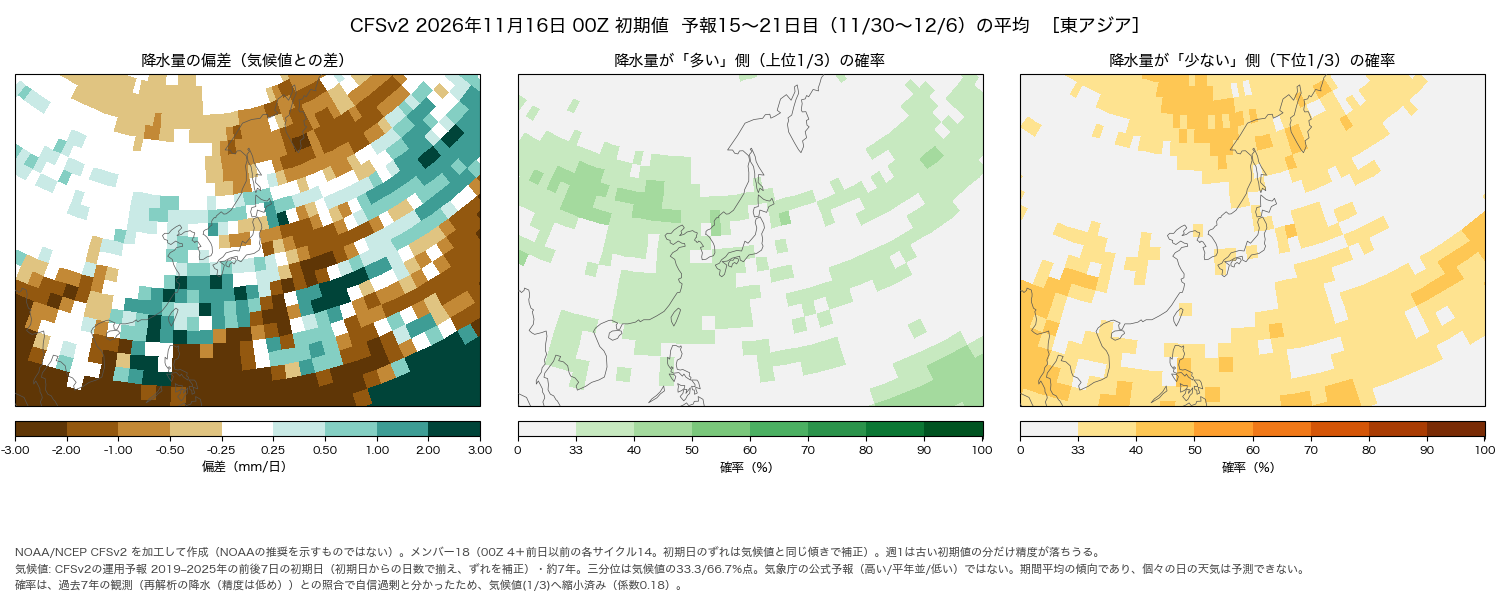 CFSv2 2026年11月16日 00Z 初期値 予報15～21日目（11/30～12/6）の平均 ［東アジア］
降水量の偏差（気候値との差）
降水量が「多い」側（上位1/3）の確率
降水量が「少ない」側（下位1/3）の確率
-3.00 -2.00 -1.00 -0.50 -0.25 0.25 0.50 1.00 2.00 3.00
偏差（mm/日）
0 33 40 50 60 70 80 90 100
確率（%）
0 33 40 50 60 70 80 90 100
確率（%）
NOAA/NCEP CFSv2 を加工して作成（NOAAの推奨を示すものではない）。メンバー18（00Z 4＋前日以前の各サイクル14。初期日のずれは気候値と同じ傾きで補正）。週1は古い初期値の分だけ精度が落ちうる。
気候値: CFSv2の運用予報 2019–2025年の前後7日の初期日（初期日からの日数で揃え、ずれを補正）・約7年。三分位は気候値の33.3/66.7%点。気象庁の公式予報（高い/平年並/低い）ではない。期間平均の傾向であり、個々の日の天気は予測できない。
確率は、過去7年の観測（再解析の降水（精度は低め））との照合で自信過剰と分かったため、気候値(1/3)へ縮小済み（係数0.18）。